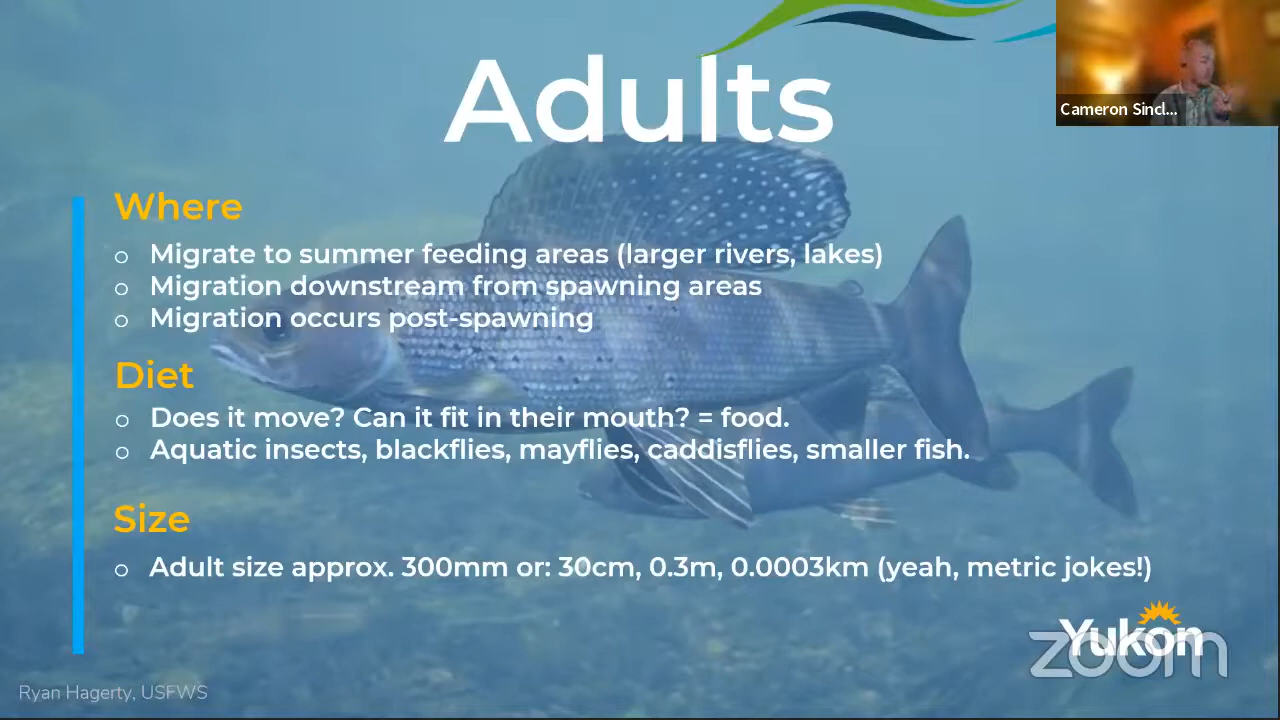 Adults
Cameron Sincl...
Where
o Migrate to summer feeding areas (larger rivers, lakes)
o Migration downstream from spawning areas
o Migration occurs post-spawning
Diet
o Does it move? Can it fit in their mouth? = food.
o Aquatic insects, blackflies, mayflies, caddisflies, smaller fish.
Size
o Adult size approx. 300mm or: 30cm, 0.3m, 0.0003km (yeah, metric jokes!)
Yukon
zoom
Ryan Hagerty, USFWS